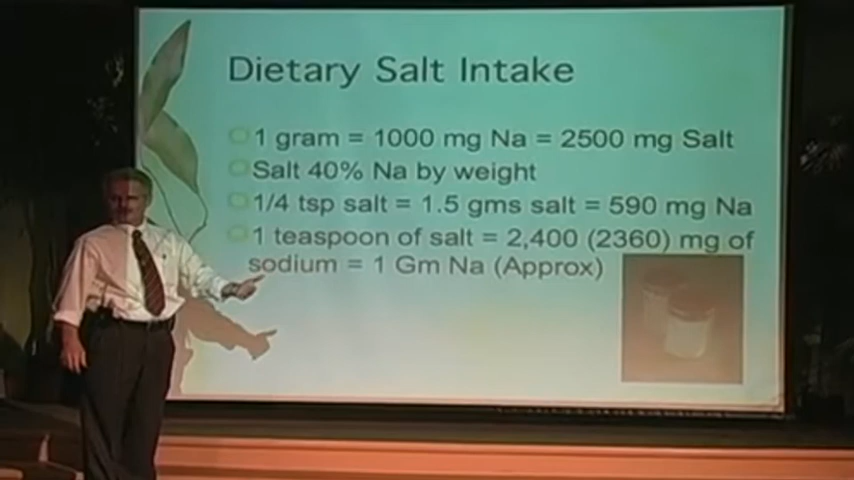 Dietary Salt Intake
1 gram = 1000 mg Na = 2500 mg Salt
Salt 40% Na by weight
1/4 tsp salt = 1.5 gms salt = 590 mg Na
1 teaspoon of salt = 2,400 (2360) mg of
sodium = 1 Gm Na (Approx)